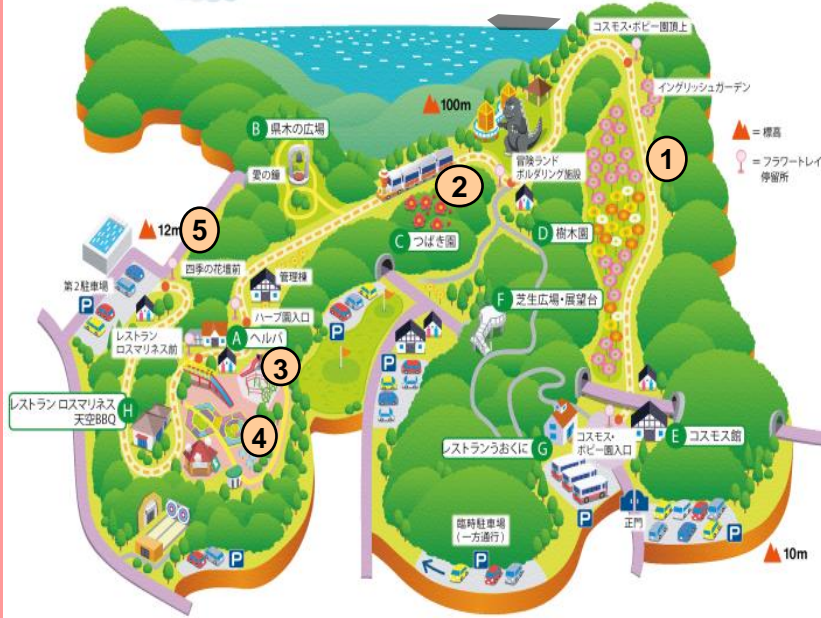 コスモス・ポピー園頂上
イングリッシュガーデン
100m
B 県木の広場
愛の鐘
1
= 標高
= フラワートレイン
停留所
冒険ランド
ボルダリング施設
2
C つばき園
D 樹木園
12m
5
四季の花壇前
管理棟
第2駐車場
P
ハーブ園入口
F 芝生広場・展望台
P
レストラン
ロスマリネス前
A ヘルバ
3
P
レストラン ロスマリネス
天空BBQ
H
4
レストランうおくに G
コスモス・
ポピー園入口
E コスモス館
臨時駐車場
(一方通行)
P
P
正門
P
P
10m